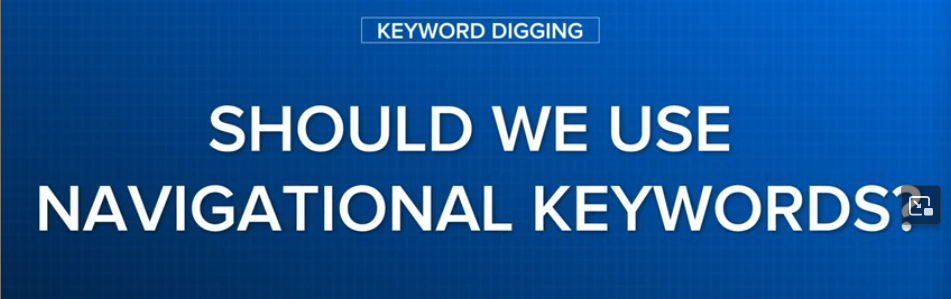 KEYWORD DIGGING
SHOULD WE USE
NAVIGATIONAL KEYWORDS?